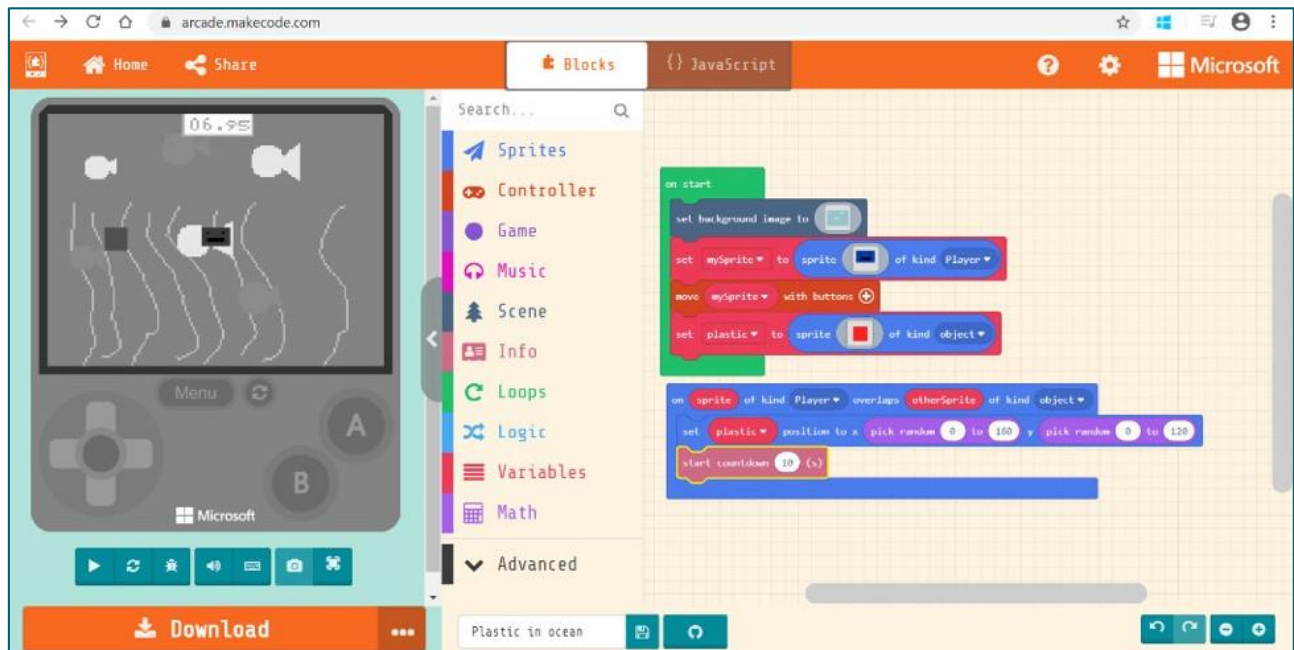 arcade.makecode.com
Home Share Blocks {} JavaScript Microsoft
06.95
Menu
A
B
Microsoft
Download
Search...
Sprites
Controller
Game
Music
Scene
Info
Loops
Logic
Variables
Math
Advanced
Plastic in ocean
on start
set background image to
set mySprite to sprite of kind Player
move mySprite with buttons
set plastic to sprite of kind object
on sprite of kind Player overlaps otherSprite of kind object
set plastic position to x pick random 0 to 160 y pick random 0 to 120
start countdown 10 (s)